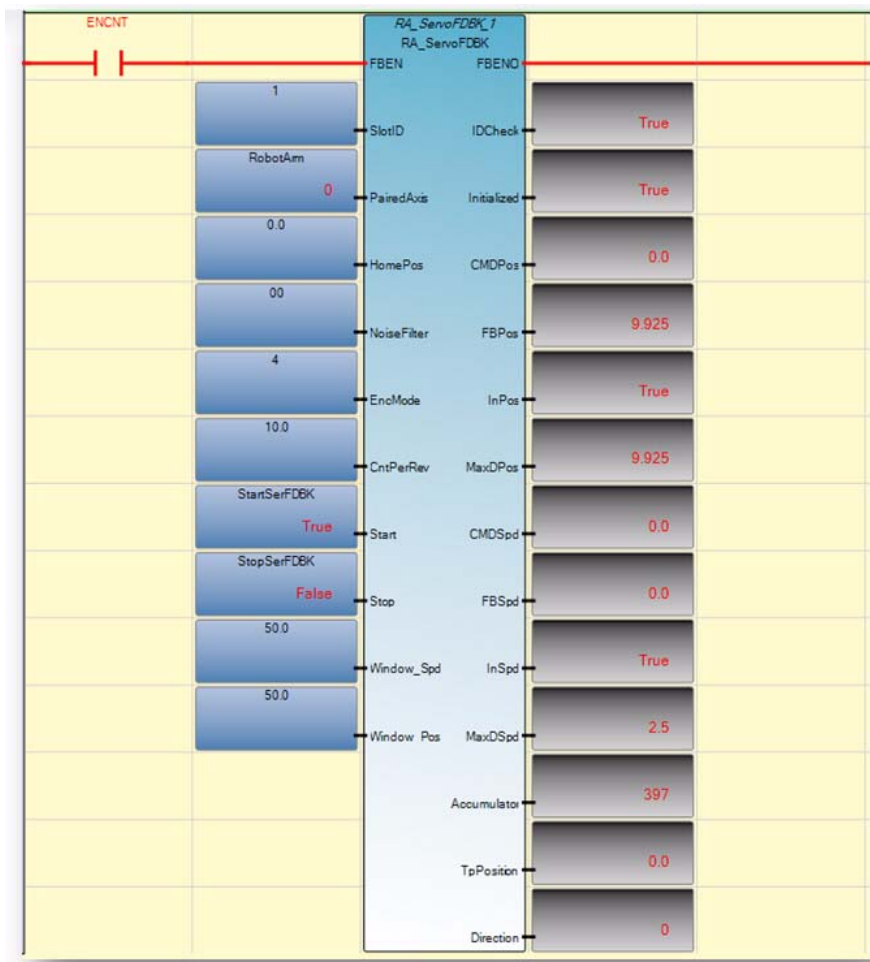 ENCNT
RA_ServoFDBK_1
RA_ServoFDBK
FBEN FBENO
1
SlotID IDCheck True
RobotArm
0 PairedAxis Initialized True
0.0
HomePos CMDPos 0.0
00
NoiseFilter FBPos 9.925
4
EncMode InPos True
10.0
CntPerRev MaxDPos 9.925
StartSerFDBK
True Start CMDSpd 0.0
StopSerFDBK
False Stop FBSpd 0.0
50.0
Window_Spd InSpd True
50.0
Window_Pos MaxDSpd 2.5
Accumulator 397
TpPosition 0.0
Direction 0